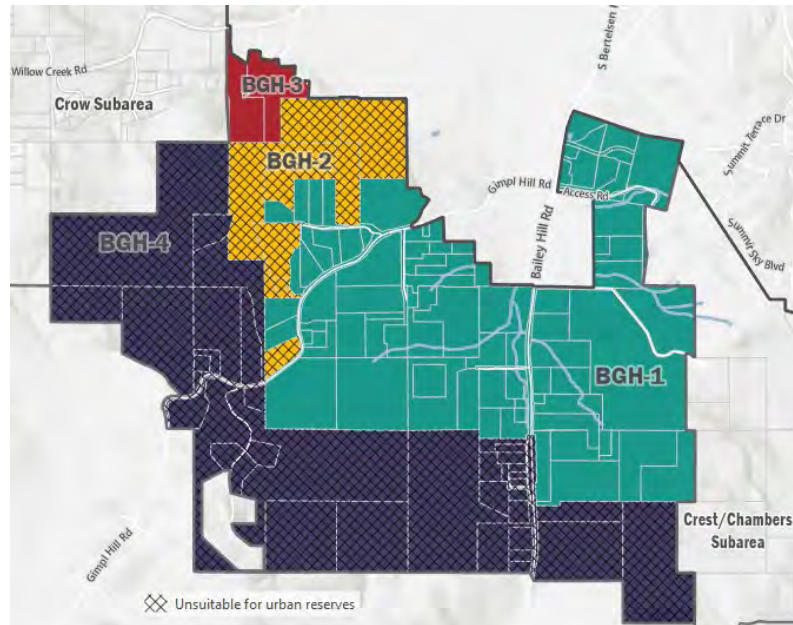 Willow Creek Rd
Crow Subarea
BGH-3
BGH-2
BGH-4
S Bertelsen
Summit Terrace Dr
Gimpl Hill Rd
Access Rd
Bailey Hill Rd
Summit Sky Blvd
BGH-1
Crest/Chambers
Subarea
Gimpl Hill Rd
Unsuitable for urban reserves